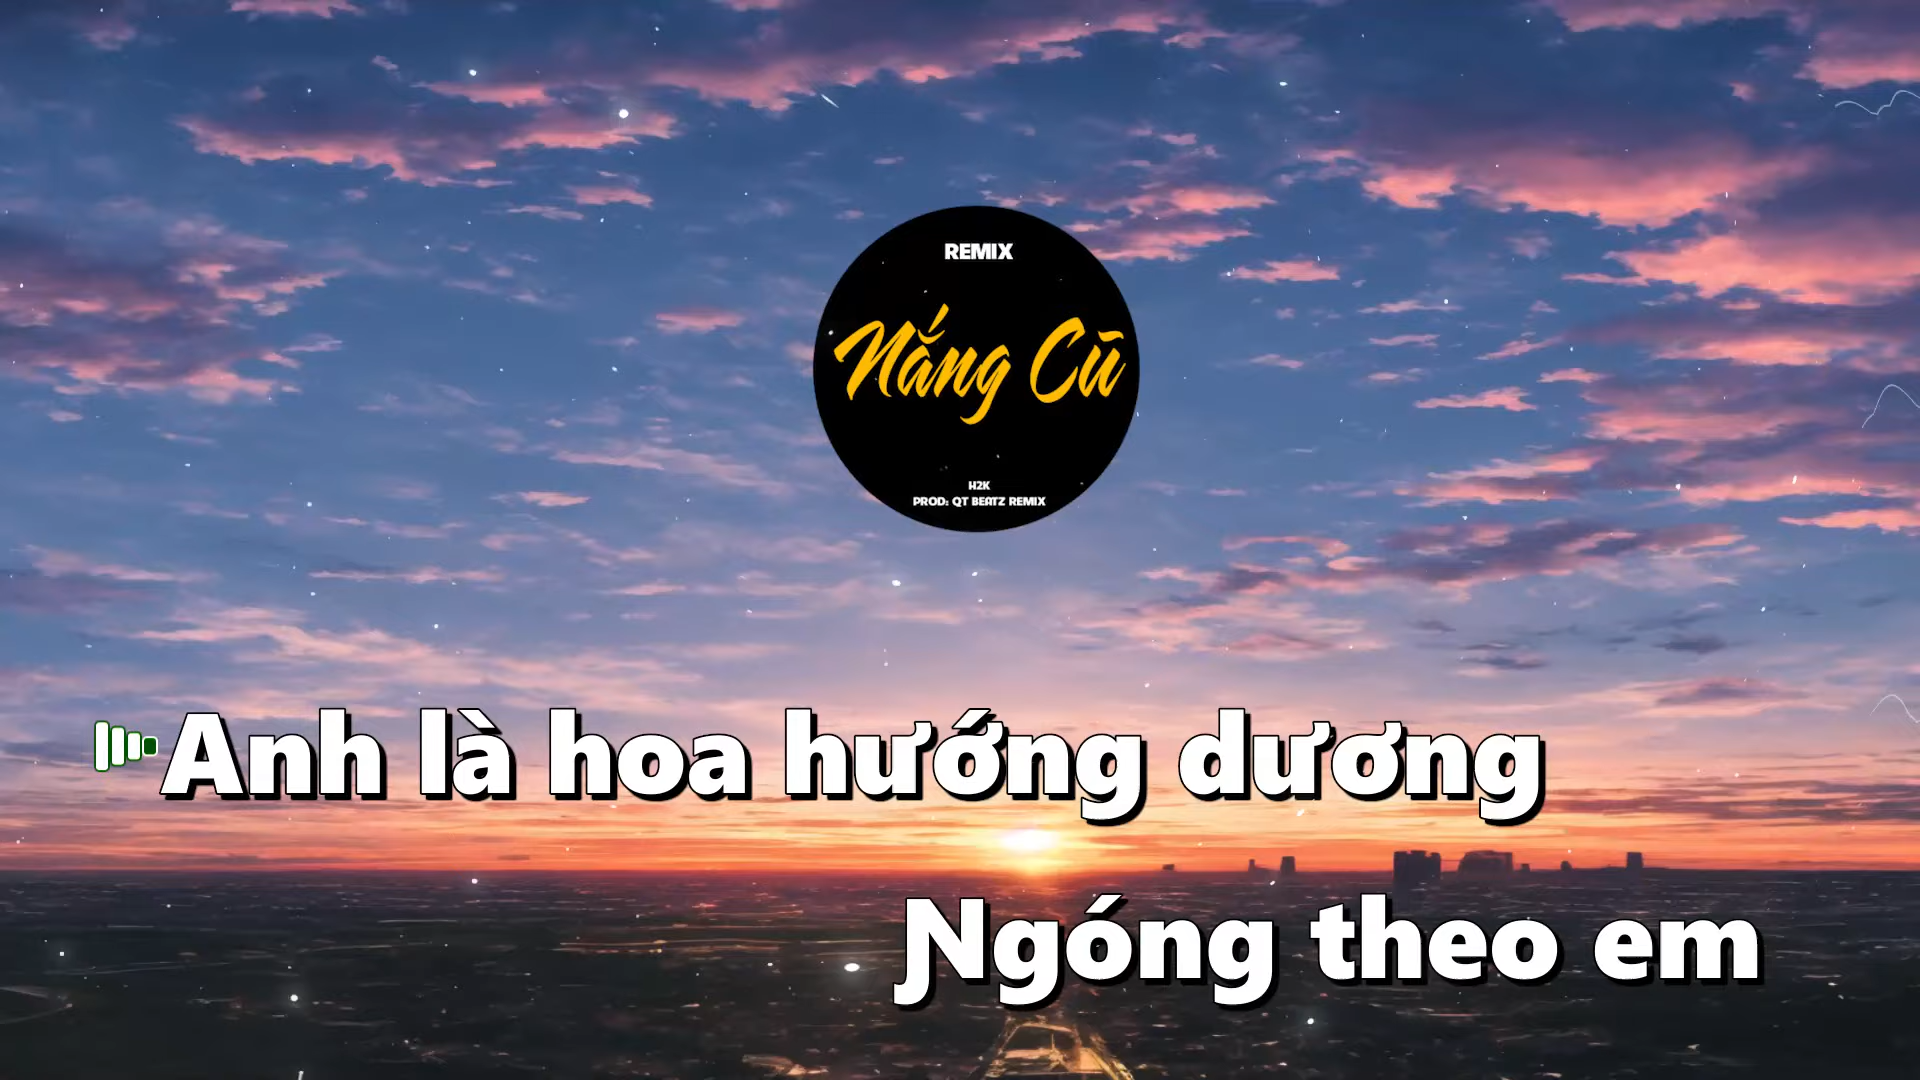 REMIX
Nắng Cũ
H2K
PROD: QT BEATZ REMIX
Anh là hoa hướng dương
Ngóng theo em